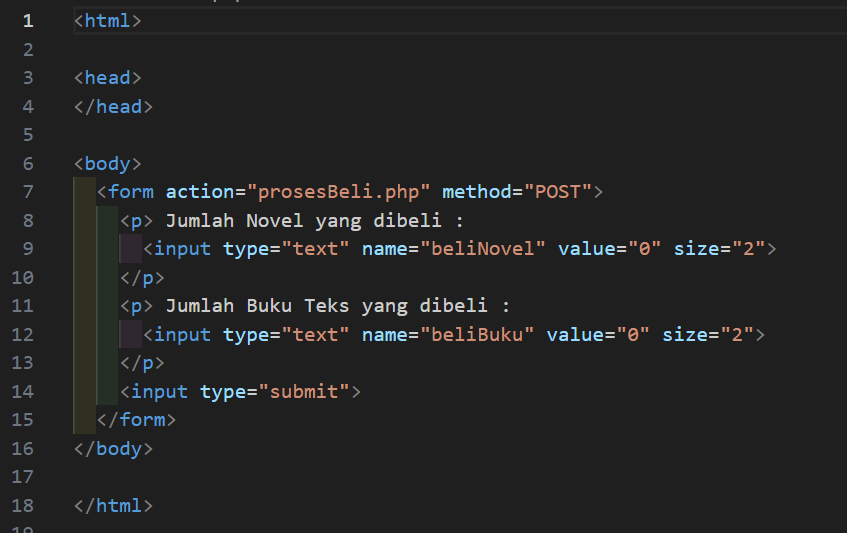 1 <html>
2
3 <head>
4 </head>
5
6 <body>
7 <form action="prosesBeli.php" method="POST">
8 <p> Jumlah Novel yang dibeli :
9 <input type="text" name="beliNovel" value="0" size="2">
10 </p>
11 <p> Jumlah Buku Teks yang dibeli :
12 <input type="text" name="beliBuku" value="0" size="2">
13 </p>
14 <input type="submit">
15 </form>
16 </body>
17
18 </html>
19